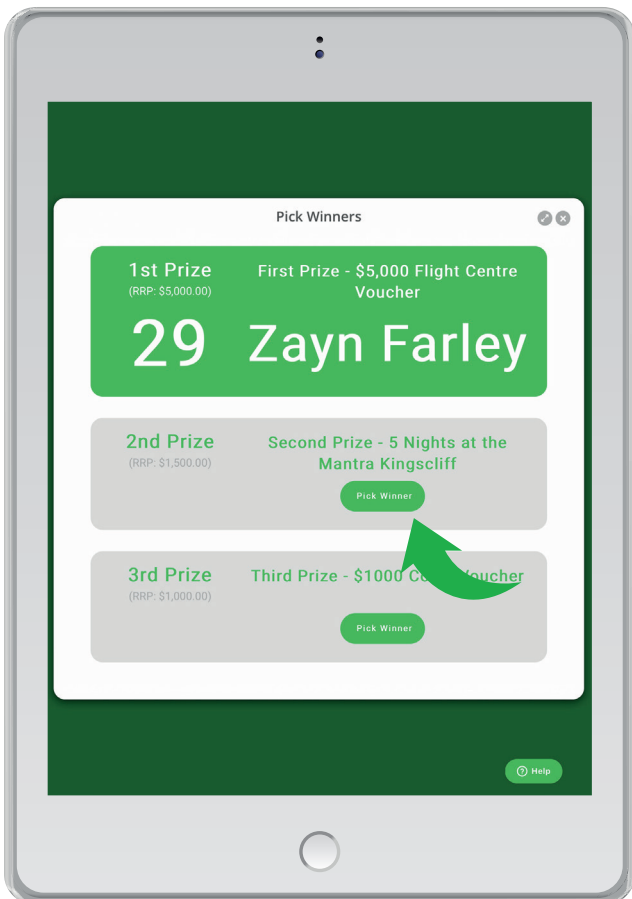 Pick Winners
1st Prize
(RRP: $5,000.00)
First Prize - $5,000 Flight Centre
Voucher
29
Zayn Farley
2nd Prize
(RRP: $1,500.00)
Second Prize - 5 Nights at the
Mantra Kingscliff
Pick Winner
3rd Prize
(RRP: $1,000.00)
Third Prize - $1000 Voucher
Pick Winner
Help